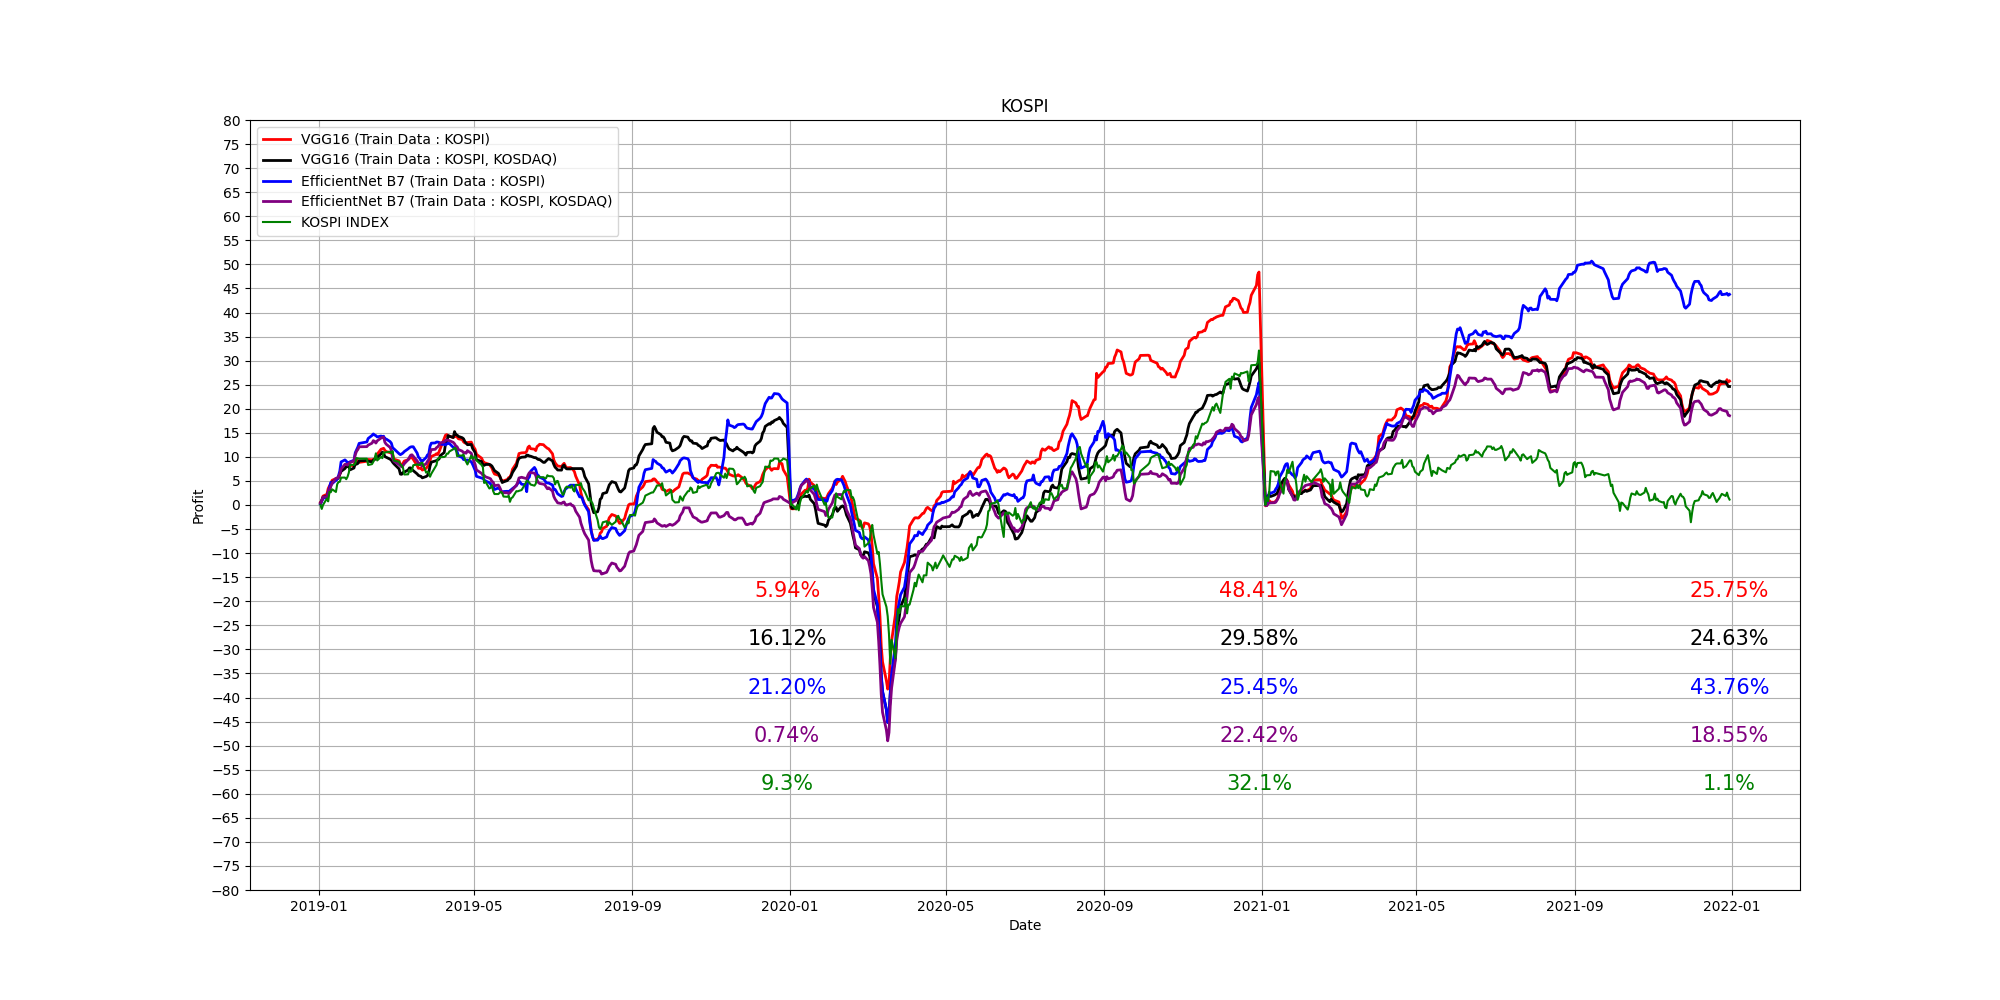 KOSPI
VGG16 (Train Data : KOSPI)
VGG16 (Train Data : KOSPI, KOSDAQ)
EfficientNet B7 (Train Data : KOSPI)
EfficientNet B7 (Train Data : KOSPI, KOSDAQ)
KOSPI INDEX
Profit
80
75
70
65
60
55
50
45
40
35
30
25
20
15
10
5
0
−5
−10
−15
−20
−25
−30
−35
−40
−45
−50
−55
−60
−65
−70
−75
−80
5.94% 48.41% 25.75%
16.12% 29.58% 24.63%
21.20% 25.45% 43.76%
0.74% 22.42% 18.55%
9.3% 32.1% 1.1%
2019-01 2019-05 2019-09 2020-01 2020-05 2020-09 2021-01 2021-05 2021-09 2022-01
Date